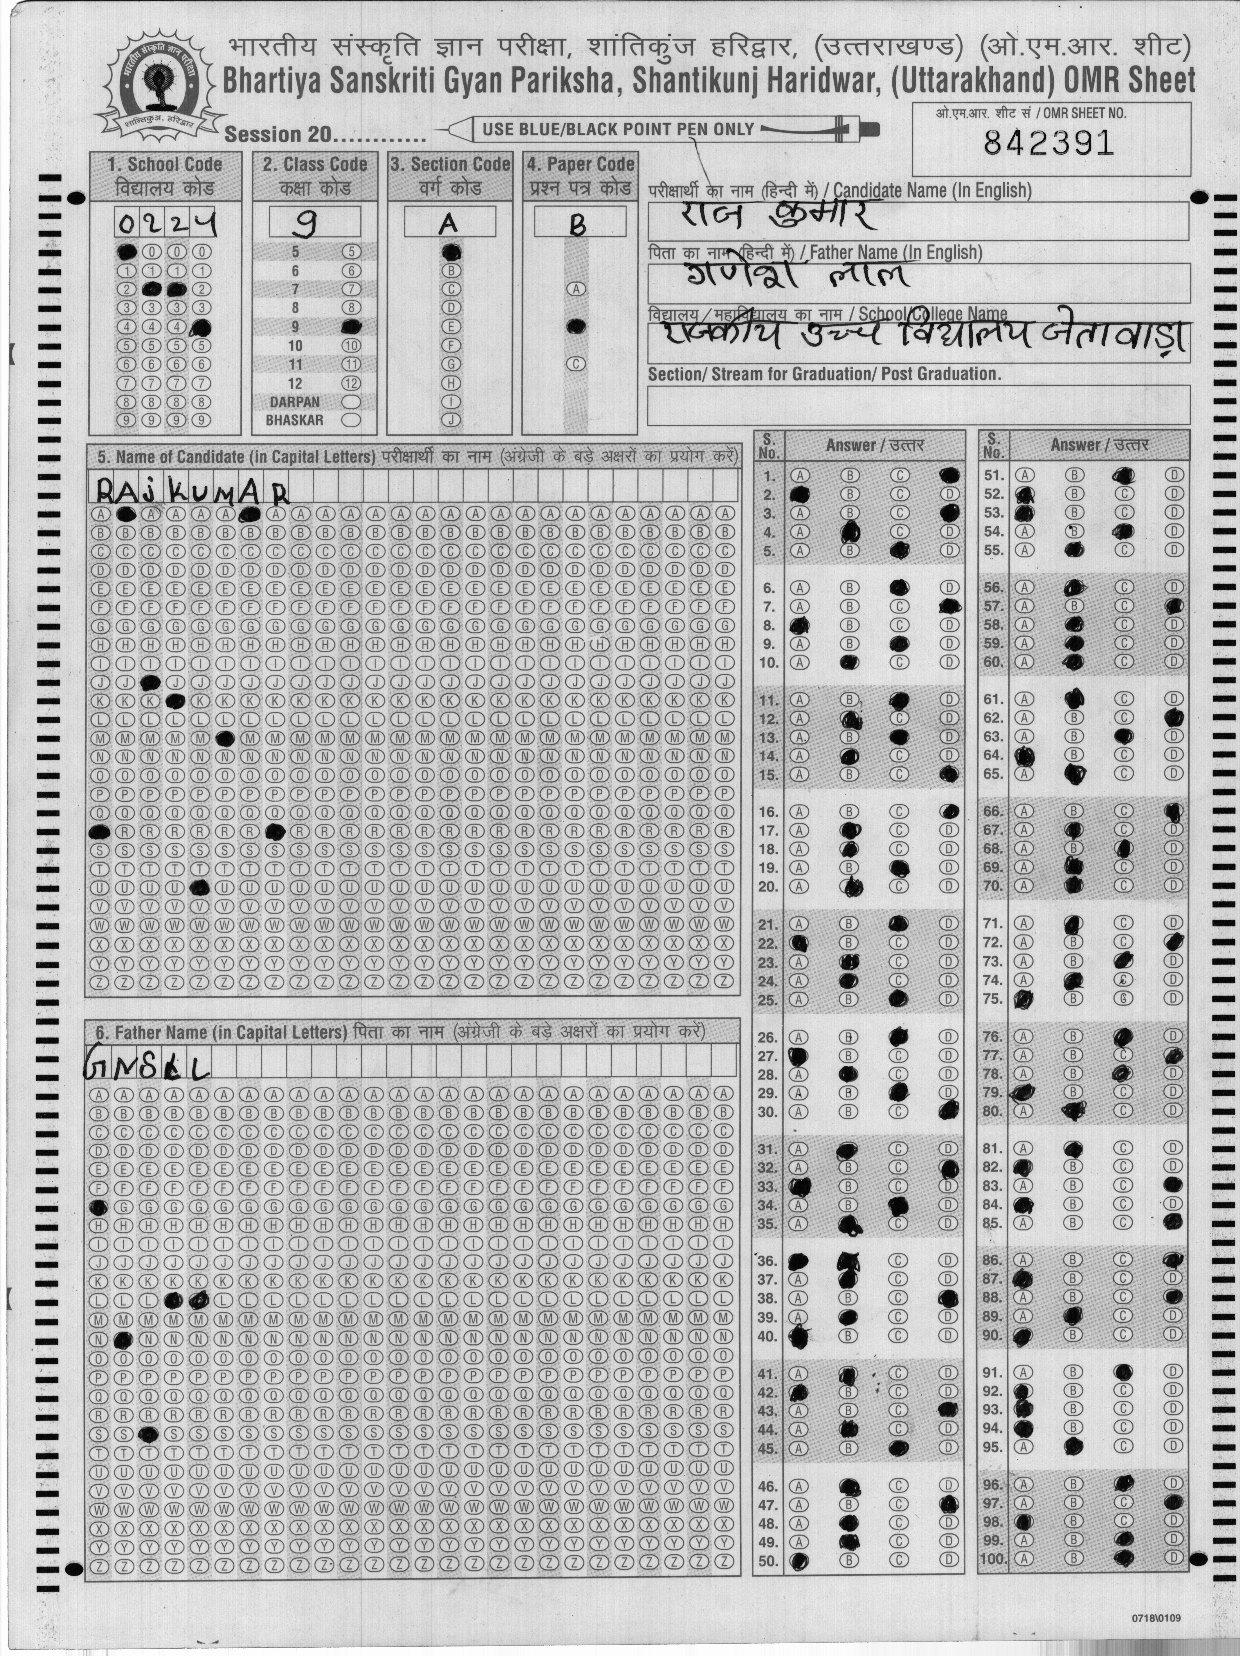 भारतीय संस्कृति ज्ञान परीक्षा, शांतिकुंज हरिद्वार, (उत्तराखण्ड) (ओ.एम.आर. शीट)
Bhartiya Sanskriti Gyan Pariksha, Shantikunj Haridwar, (Uttarakhand) OMR Sheet
Session 20............
USE BLUE/BLACK POINT PEN ONLY
ओ.एम.आर. शीट सं / OMR SHEET NO.
842391
1. School Code
विद्यालय कोड
0224
2. Class Code
कक्षा कोड
9
5
6
7
8
9
10
11
12
DARPAN
BHASKAR
3. Section Code
वर्ग कोड
A
4. Paper Code
प्रश्न पत्र कोड
B
परीक्षार्थी का नाम (हिन्दी में) / Candidate Name (In English)
राज कुमार
पिता का नाम (हिन्दी में) / Father Name (In English)
गणेश लाल
विद्यालय / महाविद्यालय का नाम / School/College Name
राजकीय उच्च विद्यालय जेतावाड़ा
Section/ Stream for Graduation/ Post Graduation.
5. Name of Candidate (in Capital Letters) परीक्षार्थी का नाम (अंग्रेजी के बड़े अक्षरों का प्रयोग करें)
RAJ KUMAR
6. Father Name (in Capital Letters) पिता का नाम (अंग्रेजी के बड़े अक्षरों का प्रयोग करें)
GNSLL
S. No. Answer / उत्तर
S. No. Answer / उत्तर
0718\0109